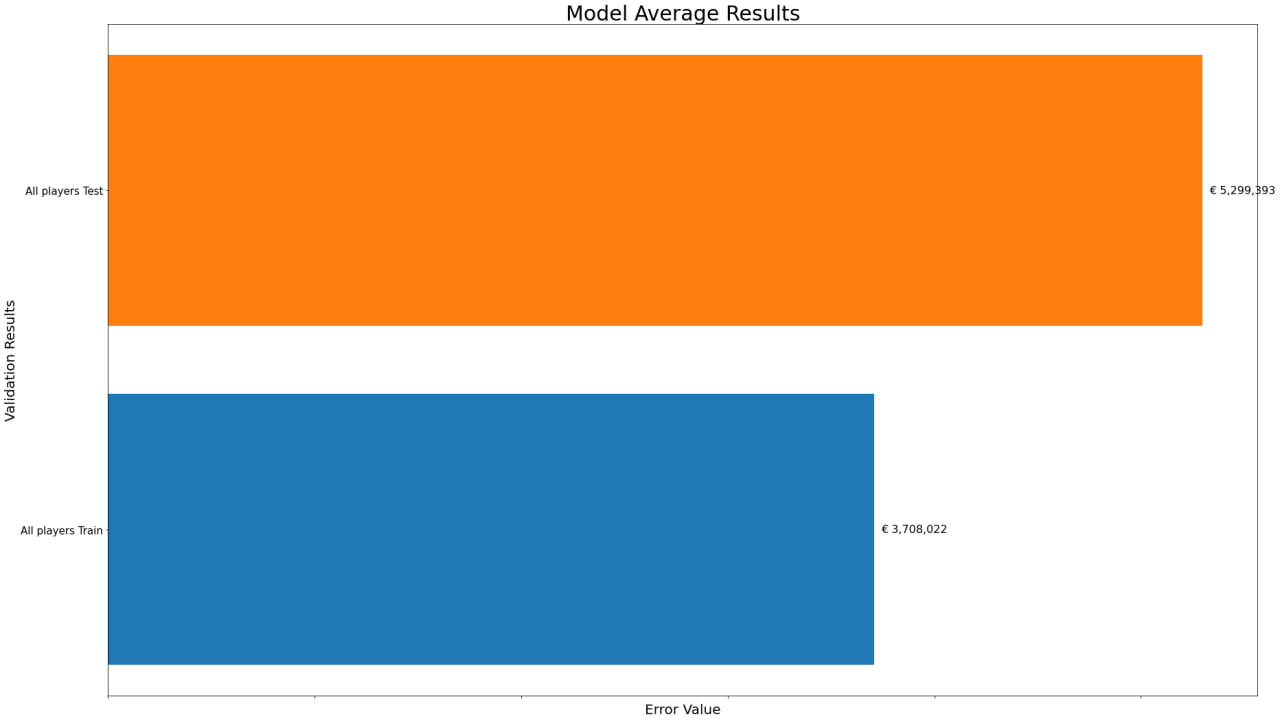 Model Average Results
All players Test
€ 5,299,393
Validation Results
All players Train
€ 3,708,022
Error Value